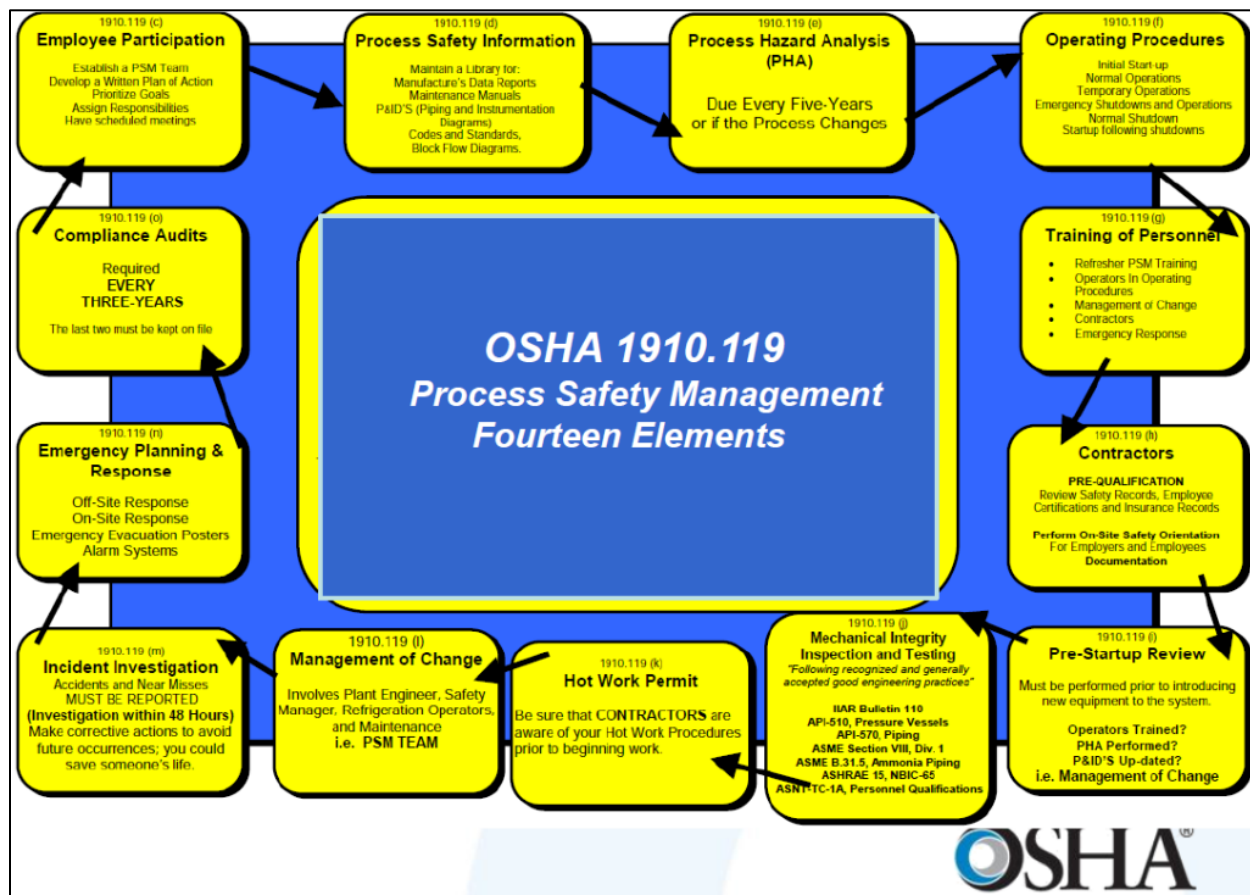 1910.119 (c)
Employee Participation
Establish a PSM Team
Develop a Written Plan of Action
Prioritize Goals
Assign Responsibilities
Have scheduled meetings
1910.119 (d)
Process Safety Information
Maintain a Library for:
Manufacture's Data Reports
Maintenance Manuals
P&ID'S (Piping and Instrumentation
Diagrams)
Codes and Standards,
Block Flow Diagrams.
1910.119 (e)
Process Hazard Analysis
(PHA)
Due Every Five-Years
or if the Process Changes
1910.119 (f)
Operating Procedures
Initial Start-up
Normal Operations
Temporary Operations
Emergency Shutdowns and Operations
Normal Shutdown
Startup following shutdowns
1910.119 (g)
Training of Personnel
• Refresher PSM Training
• Operators In Operating
Procedures
• Management of Change
• Contractors
• Emergency Response
1910.119 (h)
Contractors
PRE-QUALIFICATION
Review Safety Records, Employee
Certifications and Insurance Records
Perform On-Site Safety Orientation
For Employers and Employees
Documentation
1910.119 (i)
Pre-Startup Review
Must be performed prior to introducing
new equipment to the system.
Operators Trained?
PHA Performed?
P&ID'S Up-dated?
i.e. Management of Change
1910.119 (j)
Mechanical Integrity
Inspection and Testing
"Following recognized and generally
accepted good engineering practices"
IIAR Bulletin 110
API-510, Pressure Vessels
API-570, Piping
ASME Section VIII, Div. 1
ASME B.31.5, Ammonia Piping
ASHRAE 15, NBIC-65
ASNT-TC-1A, Personnel Qualifications
1910.119 (k)
Hot Work Permit
Be sure that CONTRACTORS are
aware of your Hot Work Procedures
prior to beginning work.
1910.119 (l)
Management of Change
Involves Plant Engineer, Safety
Manager, Refrigeration Operators,
and Maintenance
i.e. PSM TEAM
1910.119 (m)
Incident Investigation
Accidents and Near Misses
MUST BE REPORTED
(Investigation within 48 Hours)
Make corrective actions to avoid
future occurrences; you could
save someone's life.
1910.119 (n)
Emergency Planning &
Response
Off-Site Response
On-Site Response
Emergency Evacuation Posters
Alarm Systems
1910.119 (o)
Compliance Audits
Required
EVERY
THREE-YEARS
The last two must be kept on file
OSHA 1910.119
Process Safety Management
Fourteen Elements
OSHA®